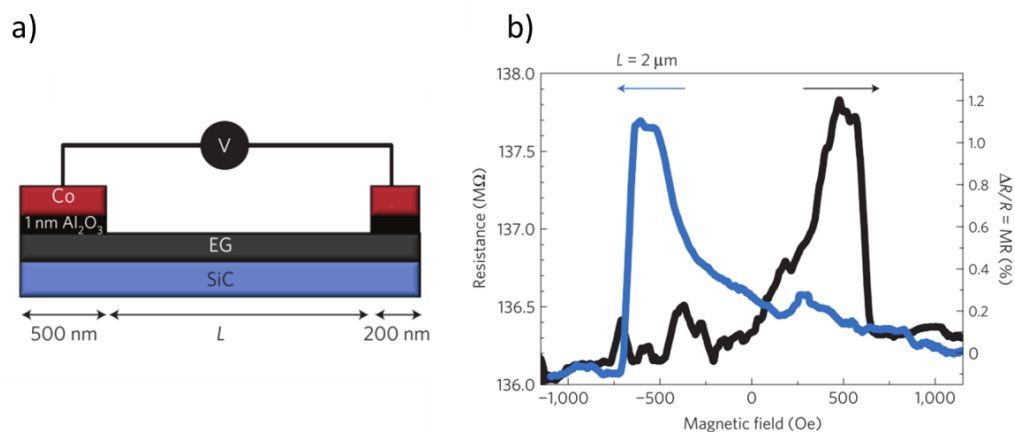 a)
V
Co
1 nm Al₂O₃
EG
SiC
500 nm
L
200 nm
b)
L = 2 μm
138.0
137.5
137.0
136.5
136.0
Resistance (MΩ)
1.2
1.0
0.8
0.6
0.4
0.2
0
ΔR/R = MR (%)
−1,000
−500
0
500
1,000
Magnetic field (Oe)